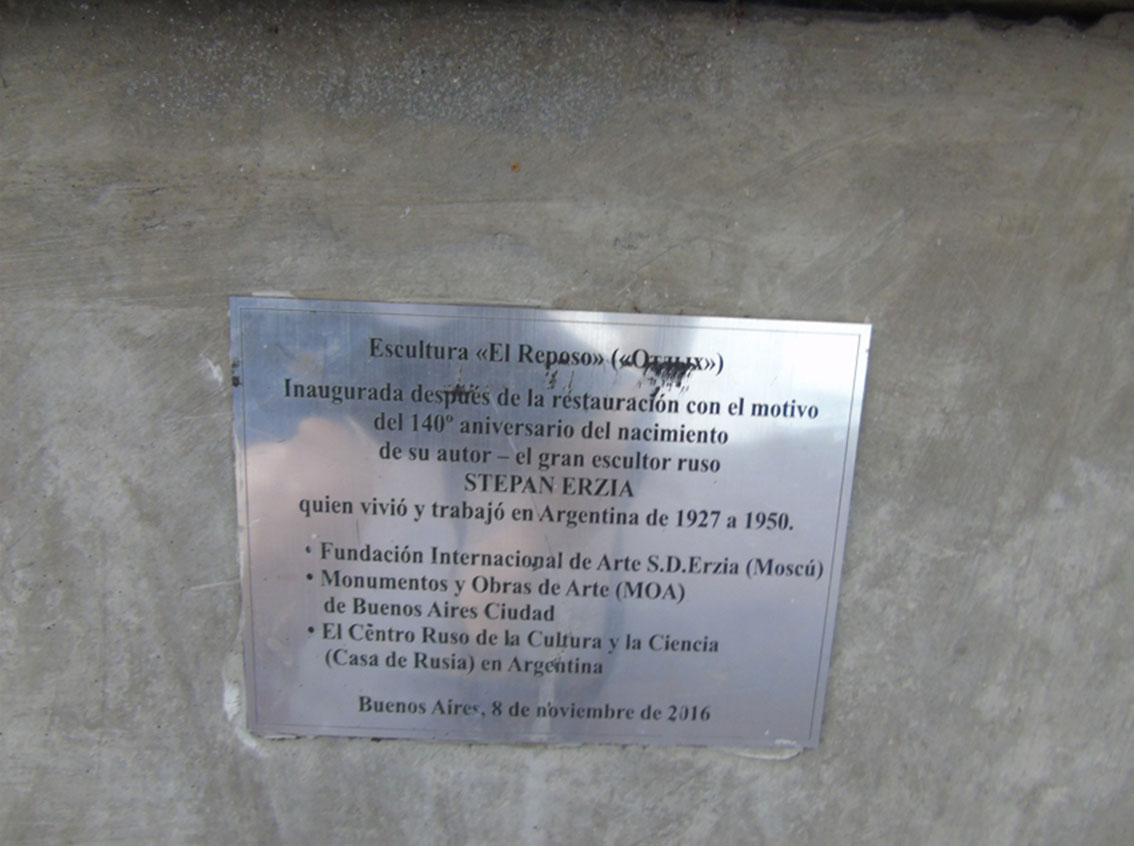 Escultura «El Reposo» («Отдых»)
Inaugurada después de la restauración con el motivo
del 140º aniversario del nacimiento
de su autor – el gran escultor ruso
STEPAN ERZIA
quien vivió y trabajó en Argentina de 1927 a 1950.
• Fundación Internacional de Arte S.D.Erzia (Moscú)
• Monumentos y Obras de Arte (MOA)
de Buenos Aires Ciudad
• El Centro Ruso de la Cultura y la Ciencia
(Casa de Rusia) en Argentina
Buenos Aires, 8 de noviembre de 2016